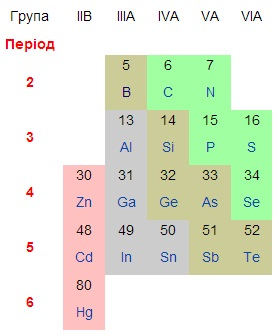 Група IIB IIIA IVA VA VIA
Період
5 6 7
2
B C N
13 14 15 16
3
Al Si P S
30 31 32 33 34
4
Zn Ga Ge As Se
48 49 50 51 52
5
Cd In Sn Sb Te
80
6
Hg